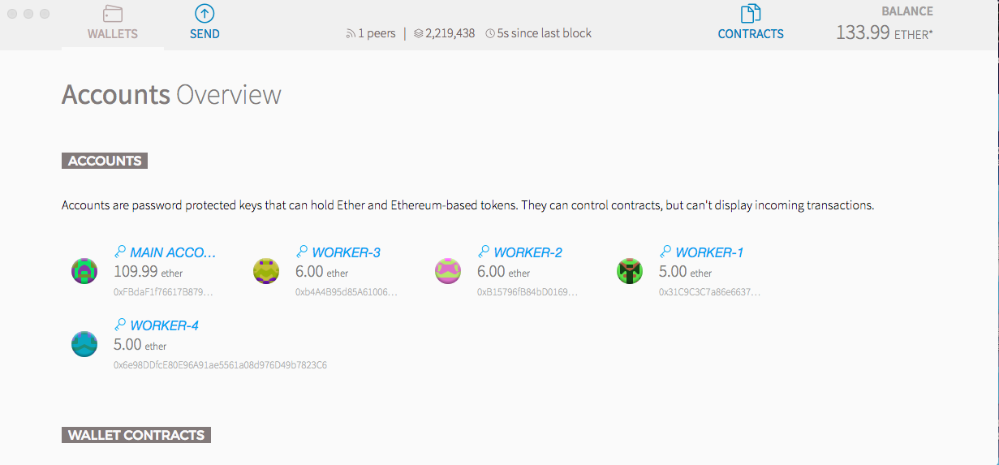 WALLETS
SEND
1 peers | 2,219,438 5s since last block
CONTRACTS
BALANCE
133.99 ETHER*
Accounts Overview
ACCOUNTS
Accounts are password protected keys that can hold Ether and Ethereum-based tokens. They can control contracts, but can't display incoming transactions.
MAIN ACCO...
109.99 ether
0xFBdaF1f76617B879...
WORKER-3
6.00 ether
0xb4A4B95d85A61006...
WORKER-2
6.00 ether
0xB15796fB84bD0169...
WORKER-1
5.00 ether
0x31C9C3C7a86e6637...
WORKER-4
5.00 ether
0x6e98DDfcE80E96A91ae5561a08d976D49b7823C6
WALLET CONTRACTS